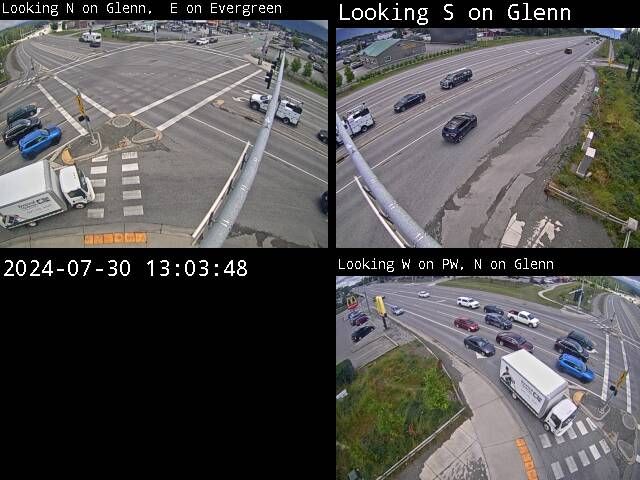 Looking N on Glenn, E on Evergreen
Looking S on Glenn
2024-07-30 13:03:48
Looking W on PW, N on Glenn